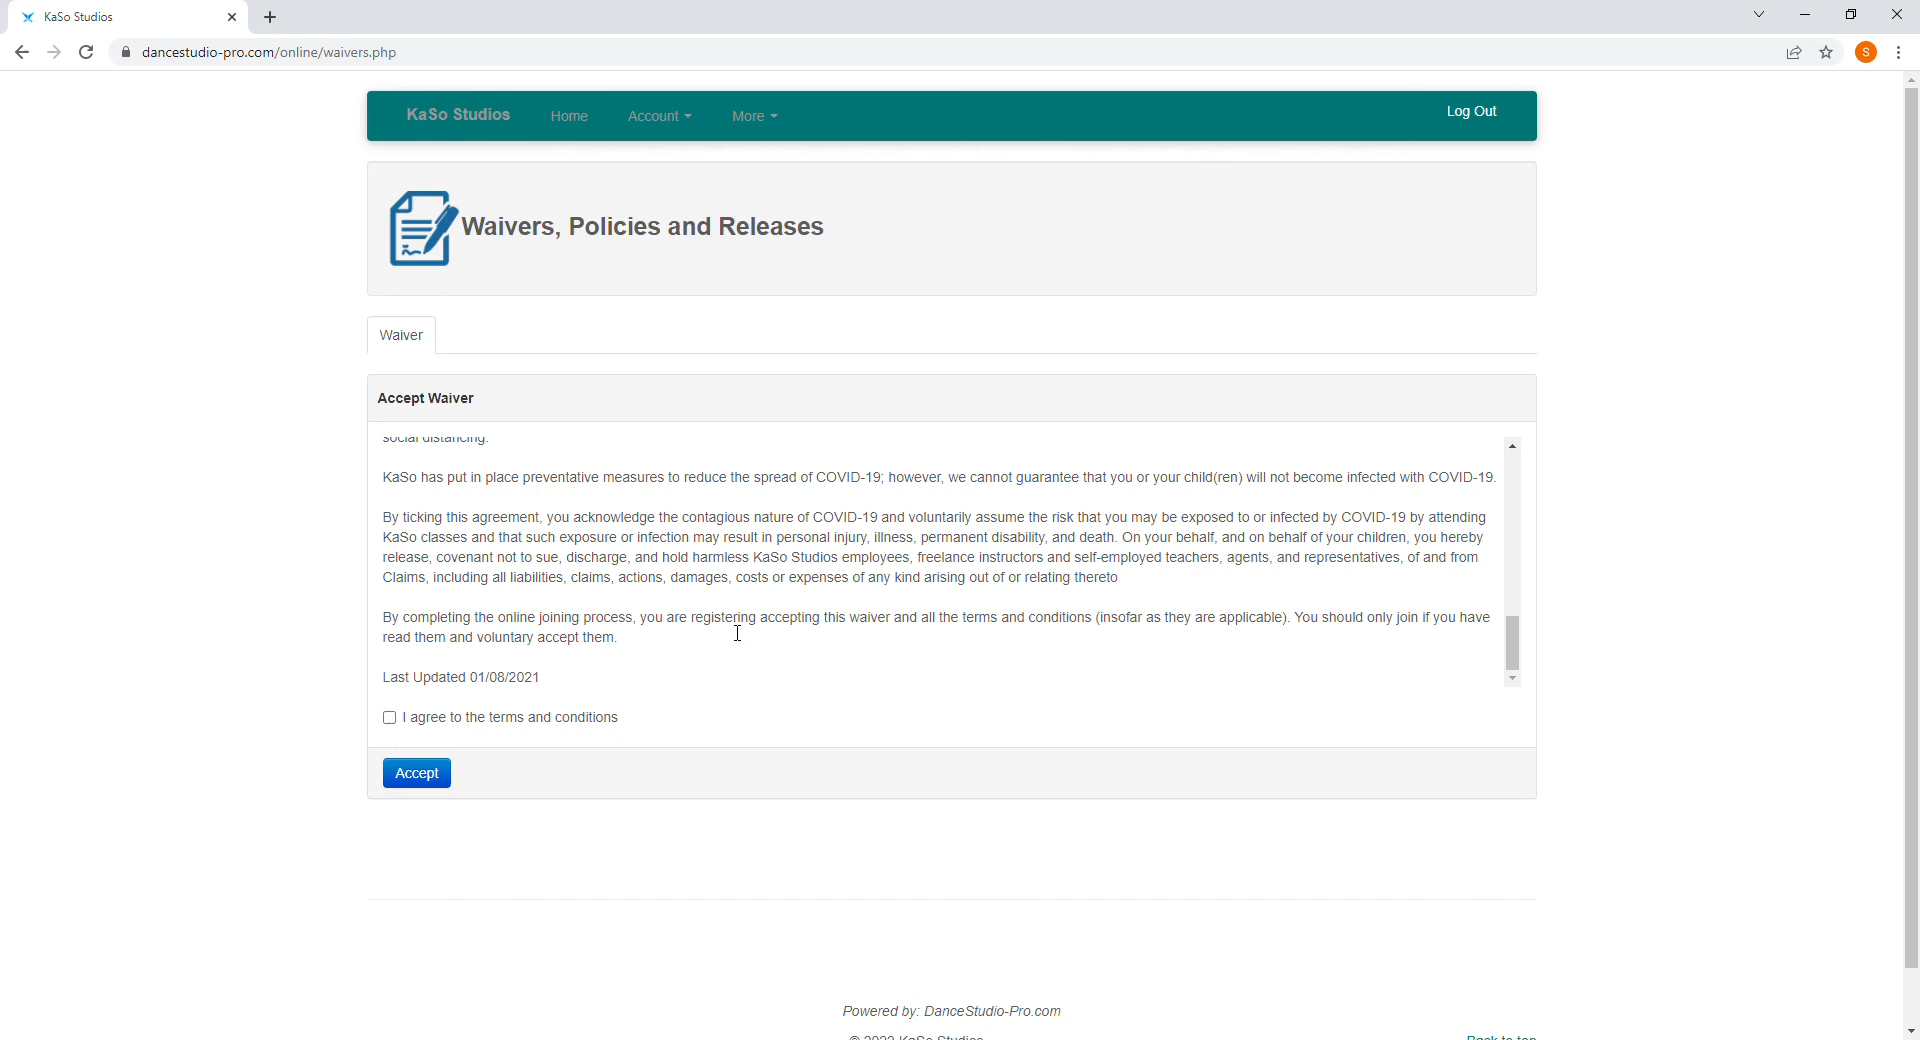 KaSo Studios
dancestudio-pro.com/online/waivers.php
S
KaSo Studios Home Account More Log Out
Waivers, Policies and Releases
Waiver
Accept Waiver
social distancing.
KaSo has put in place preventative measures to reduce the spread of COVID-19; however, we cannot guarantee that you or your child(ren) will not become infected with COVID-19.
By ticking this agreement, you acknowledge the contagious nature of COVID-19 and voluntarily assume the risk that you may be exposed to or infected by COVID-19 by attending
KaSo classes and that such exposure or infection may result in personal injury, illness, permanent disability, and death. On your behalf, and on behalf of your children, you hereby
release, covenant not to sue, discharge, and hold harmless KaSo Studios employees, freelance instructors and self-employed teachers, agents, and representatives, of and from
Claims, including all liabilities, claims, actions, damages, costs or expenses of any kind arising out of or relating thereto
By completing the online joining process, you are registering accepting this waiver and all the terms and conditions (insofar as they are applicable). You should only join if you have
read them and voluntary accept them.
Last Updated 01/08/2021
I agree to the terms and conditions
Accept
Powered by: DanceStudio-Pro.com
© 2022 KaSo Studios Back to top